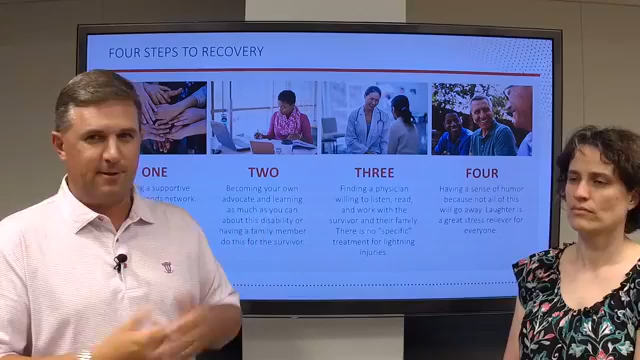 FOUR STEPS TO RECOVERY
ONE
a supportive
network.
TWO
Becoming your own
advocate and learning
as much as you can
about this disability or
having a family member
do this for the survivor.
THREE
Finding a physician
willing to listen, read,
and work with the
survivor and their family.
There is no "specific"
treatment for lightning
injuries.
FOUR
Having a sense of humor
because not all of this
will go away. Laughter is
a great stress reliever for
everyone.